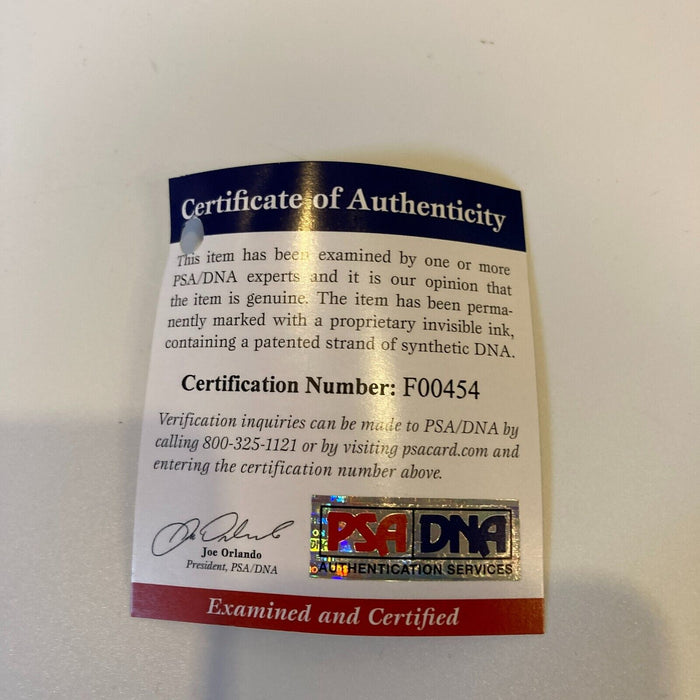 Certificate of Authenticity
This item has been examined by one or more
PSA/DNA experts and it is our opinion that
the item is genuine. The item has been perma-
nently marked with a proprietary invisible ink,
containing a patented strand of synthetic DNA.
Certification Number: F00454
Verification inquiries can be made to PSA/DNA by
calling 800-325-1121 or by visiting psacard.com and
entering the certification number above.
Joe Orlando
President, PSA/DNA
PSA DNA
AUTHENTICATION SERVICES
Examined and Certified